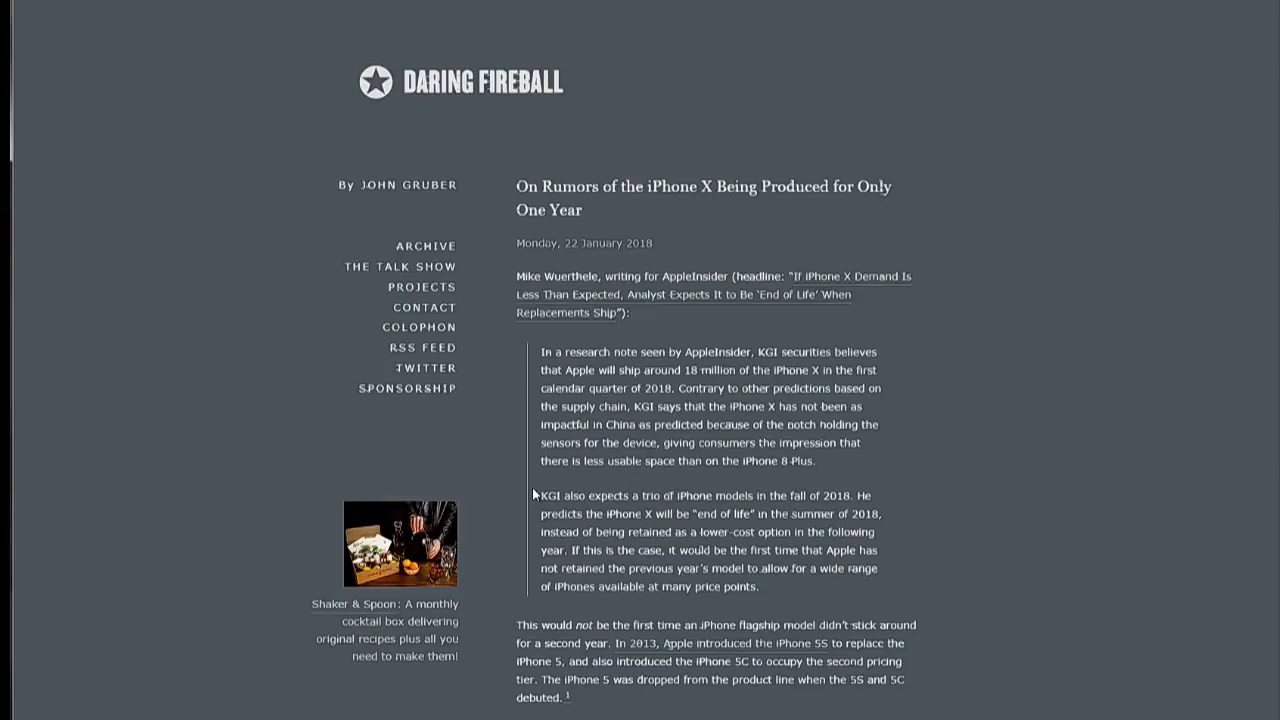 DARING FIREBALL
By JOHN GRUBER
ARCHIVE
THE TALK SHOW
PROJECTS
CONTACT
COLOPHON
RSS FEED
TWITTER
SPONSORSHIP
Shaker & Spoon: A monthly
cocktail box delivering
original recipes plus all you
need to make them!
On Rumors of the iPhone X Being Produced for Only
One Year
Monday, 22 January 2018
Mike Wuerthele, writing for AppleInsider (headline: “If iPhone X Demand Is
Less Than Expected, Analyst Expects It to Be ‘End of Life’ When
Replacements Ship”):
In a research note seen by AppleInsider, KGI securities believes
that Apple will ship around 18 million of the iPhone X in the first
calendar quarter of 2018. Contrary to other predictions based on
the supply chain, KGI says that the iPhone X has not been as
impactful in China as predicted because of the notch holding the
sensors for the device, giving consumers the impression that
there is less usable space than on the iPhone 8 Plus.
KGI also expects a trio of iPhone models in the fall of 2018. He
predicts the iPhone X will be “end of life” in the summer of 2018,
instead of being retained as a lower-cost option in the following
year. If this is the case, it would be the first time that Apple has
not retained the previous year’s model to allow for a wide range
of iPhones available at many price points.
This would not be the first time an iPhone flagship model didn’t stick around
for a second year. In 2013, Apple introduced the iPhone 5S to replace the
iPhone 5, and also introduced the iPhone 5C to occupy the second pricing
tier. The iPhone 5 was dropped from the product line when the 5S and 5C
debuted.1